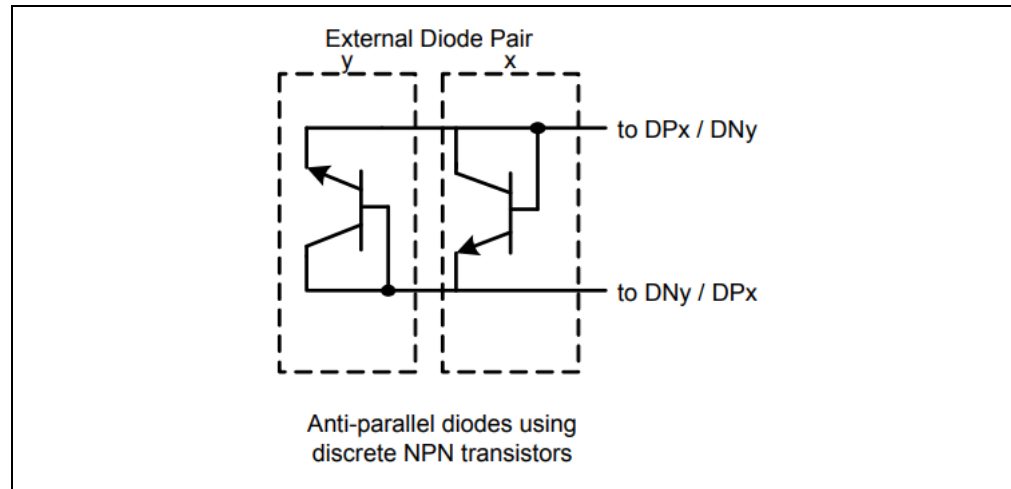 External Diode Pair
y
x
to DPx / DNy
to DNy / DPx
Anti-parallel diodes using
discrete NPN transistors